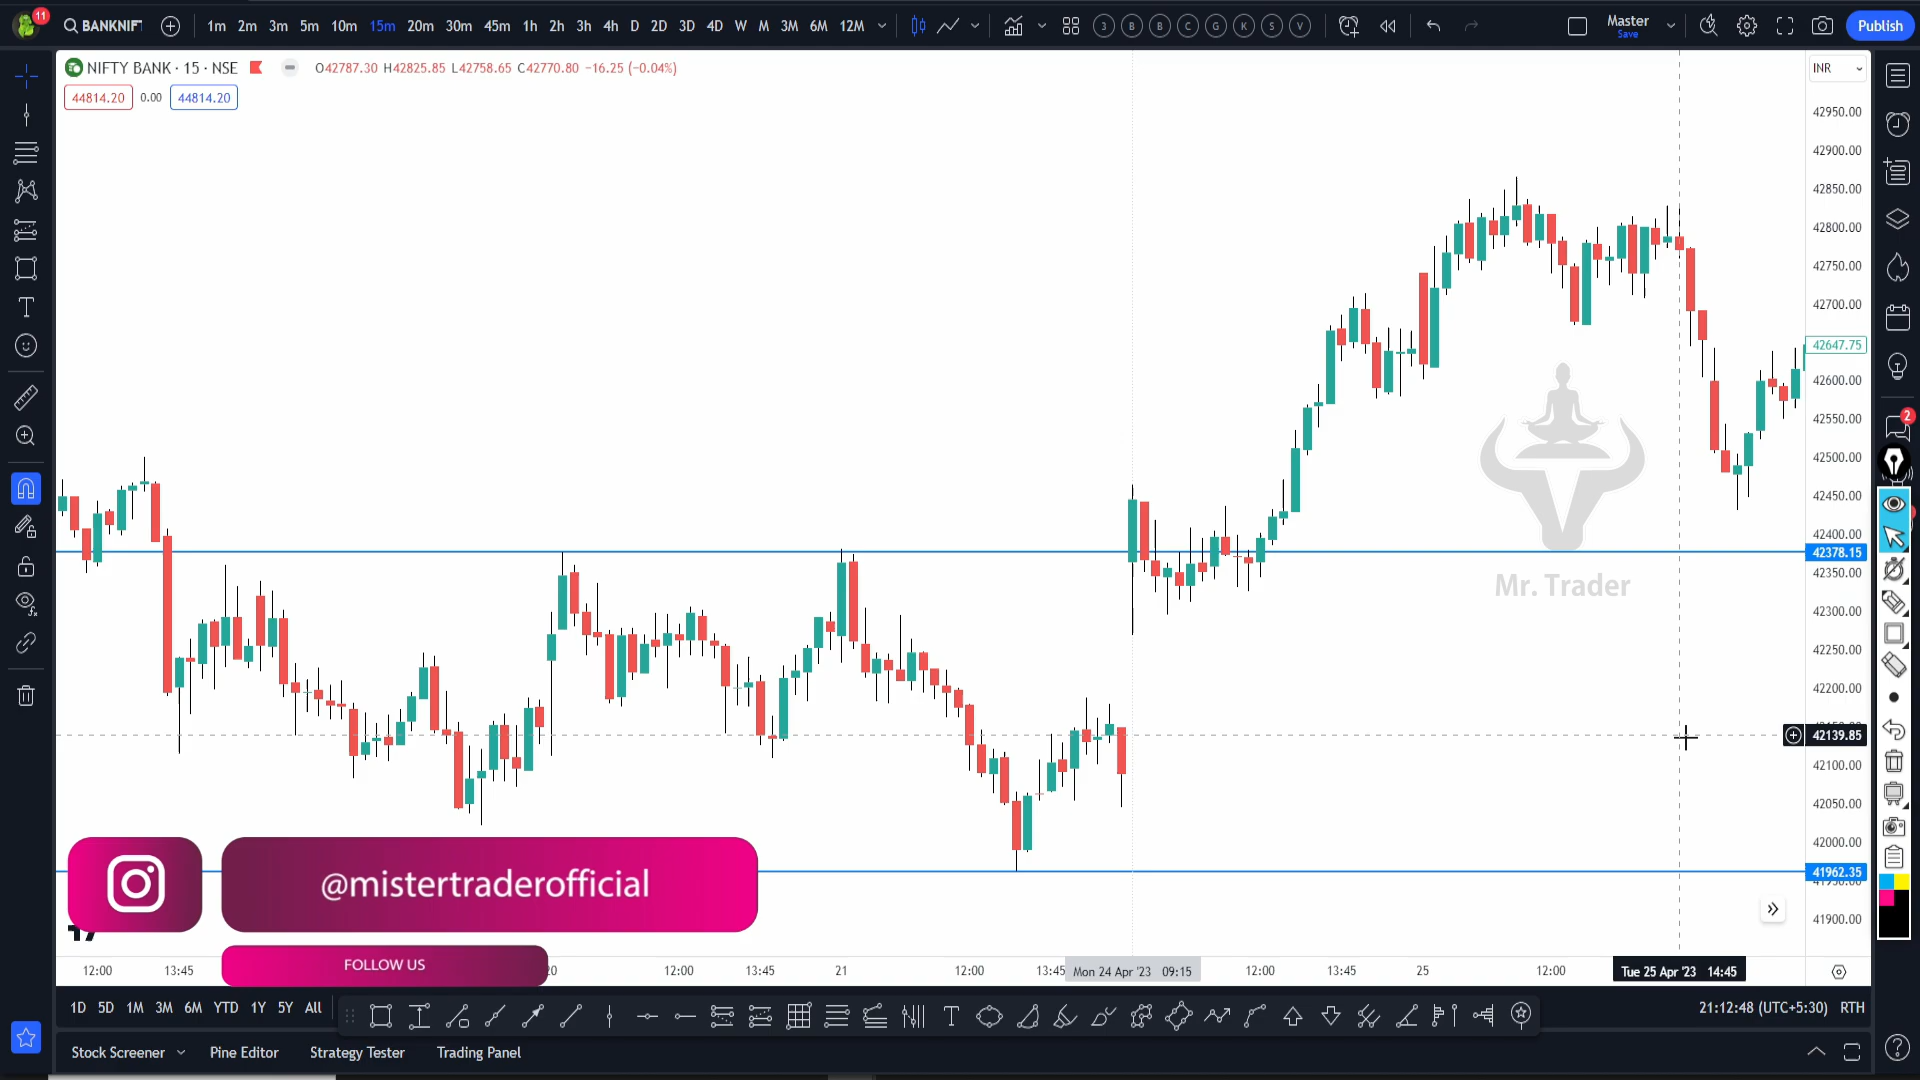 11
BANKNIF
1m 2m 3m 5m 10m 15m 20m 30m 45m 1h 2h 3h 4h D 2D 3D 4D W M 3M 6M 12M
3 B B C G K S V
Master
Save
Publish
NIFTY BANK · 15 · NSE
O42787.30 H42825.85 L42758.65 C42770.80 −16.25 (−0.04%)
INR
44814.20 0.00 44814.20
42950.00
42900.00
42850.00
42800.00
42750.00
42700.00
42647.75
42600.00
42550.00
2
42500.00
42450.00
42400.00
42378.15
42350.00
Mr. Trader
42300.00
42250.00
42200.00
42139.85
42100.00
42050.00
42000.00
41962.35
@mistertraderofficial
41900.00
FOLLOW US
12:00 13:45 20 12:00 13:45 21 12:00 13:45 Mon 24 Apr '23 09:15 12:00 13:45 25 12:00 Tue 25 Apr '23 14:45
1D 5D 1M 3M 6M YTD 1Y 5Y All
21:12:48 (UTC+5:30) RTH
Stock Screener Pine Editor Strategy Tester Trading Panel